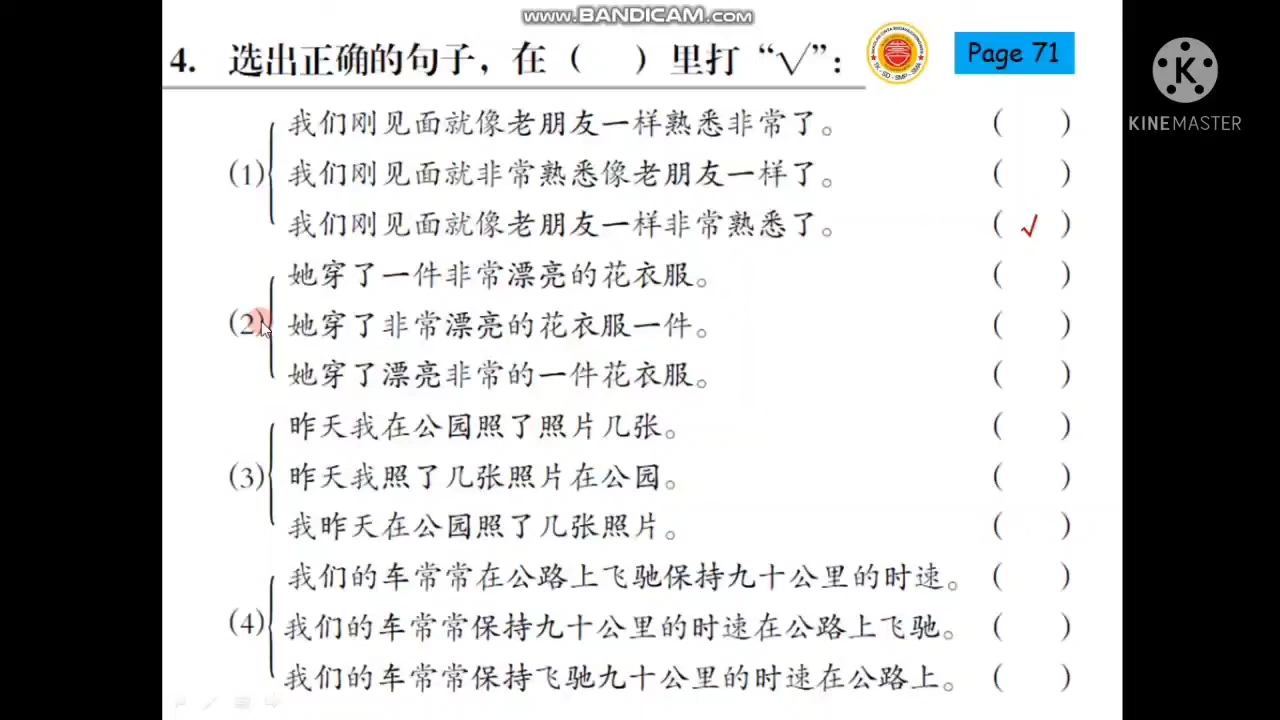 www.BANDICAM.com
4. 选出正确的句子，在（ ）里打“√”：
Page 71
KINEMASTER
(1)
我们刚见面就像老朋友一样熟悉非常了。 ( )
我们刚见面就非常熟悉像老朋友一样了。 ( )
我们刚见面就像老朋友一样非常熟悉了。 ( √ )
(2)
她穿了一件非常漂亮的花衣服。 ( )
她穿了非常漂亮的花衣服一件。 ( )
她穿了漂亮非常的一件花衣服。 ( )
(3)
昨天我在公园照了照片几张。 ( )
昨天我照了几张照片在公园。 ( )
我昨天在公园照了几张照片。 ( )
(4)
我们的车常常在公路上飞驰保持九十公里的时速。 ( )
我们的车常常保持九十公里的时速在公路上飞驰。 ( )
我们的车常常保持飞驰九十公里的时速在公路上。 ( )